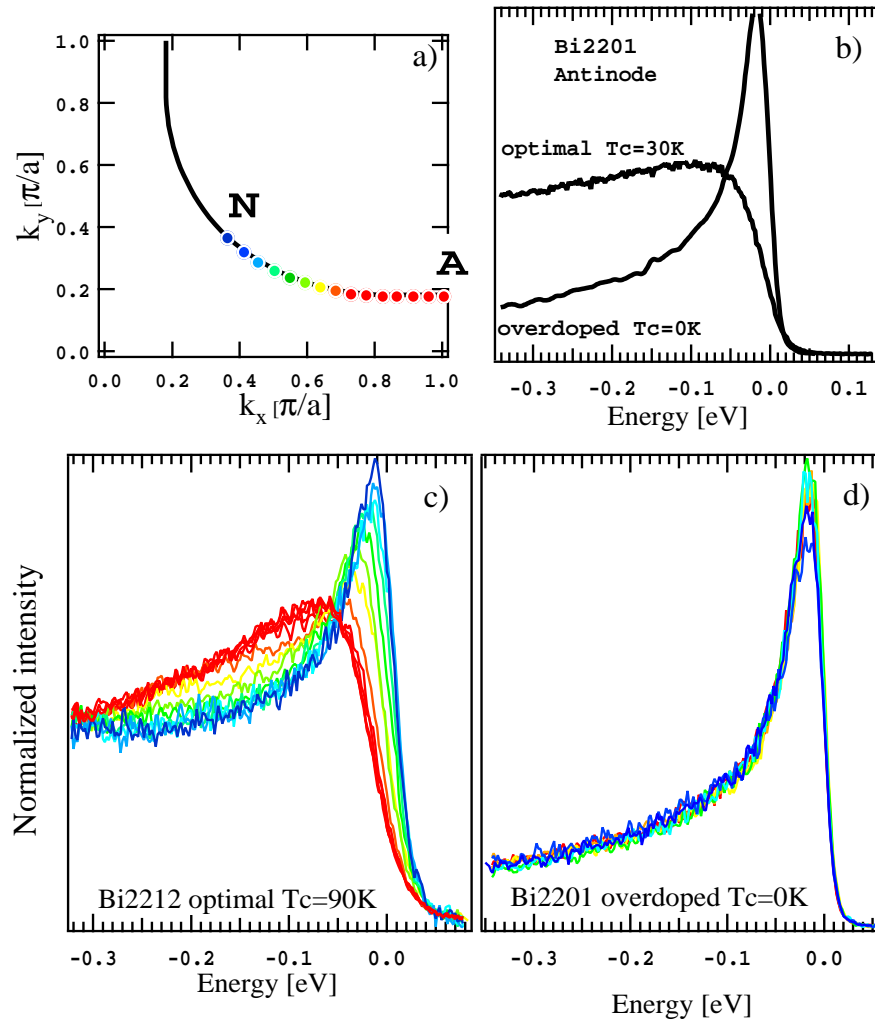 a)
1.0
0.8
0.6
0.4
0.2
0.0
k_y [π/a]
N
A
0.0 0.2 0.4 0.6 0.8 1.0
k_x [π/a]
b)
Bi2201
Antinode
optimal Tc=30K
overdoped Tc=0K
-0.3 -0.2 -0.1 0.0 0.1
Energy [eV]
c)
Normalized intensity
Bi2212 optimal Tc=90K
-0.3 -0.2 -0.1 0.0
Energy [eV]
d)
Bi2201 overdoped Tc=0K
-0.3 -0.2 -0.1 0.0
Energy [eV]